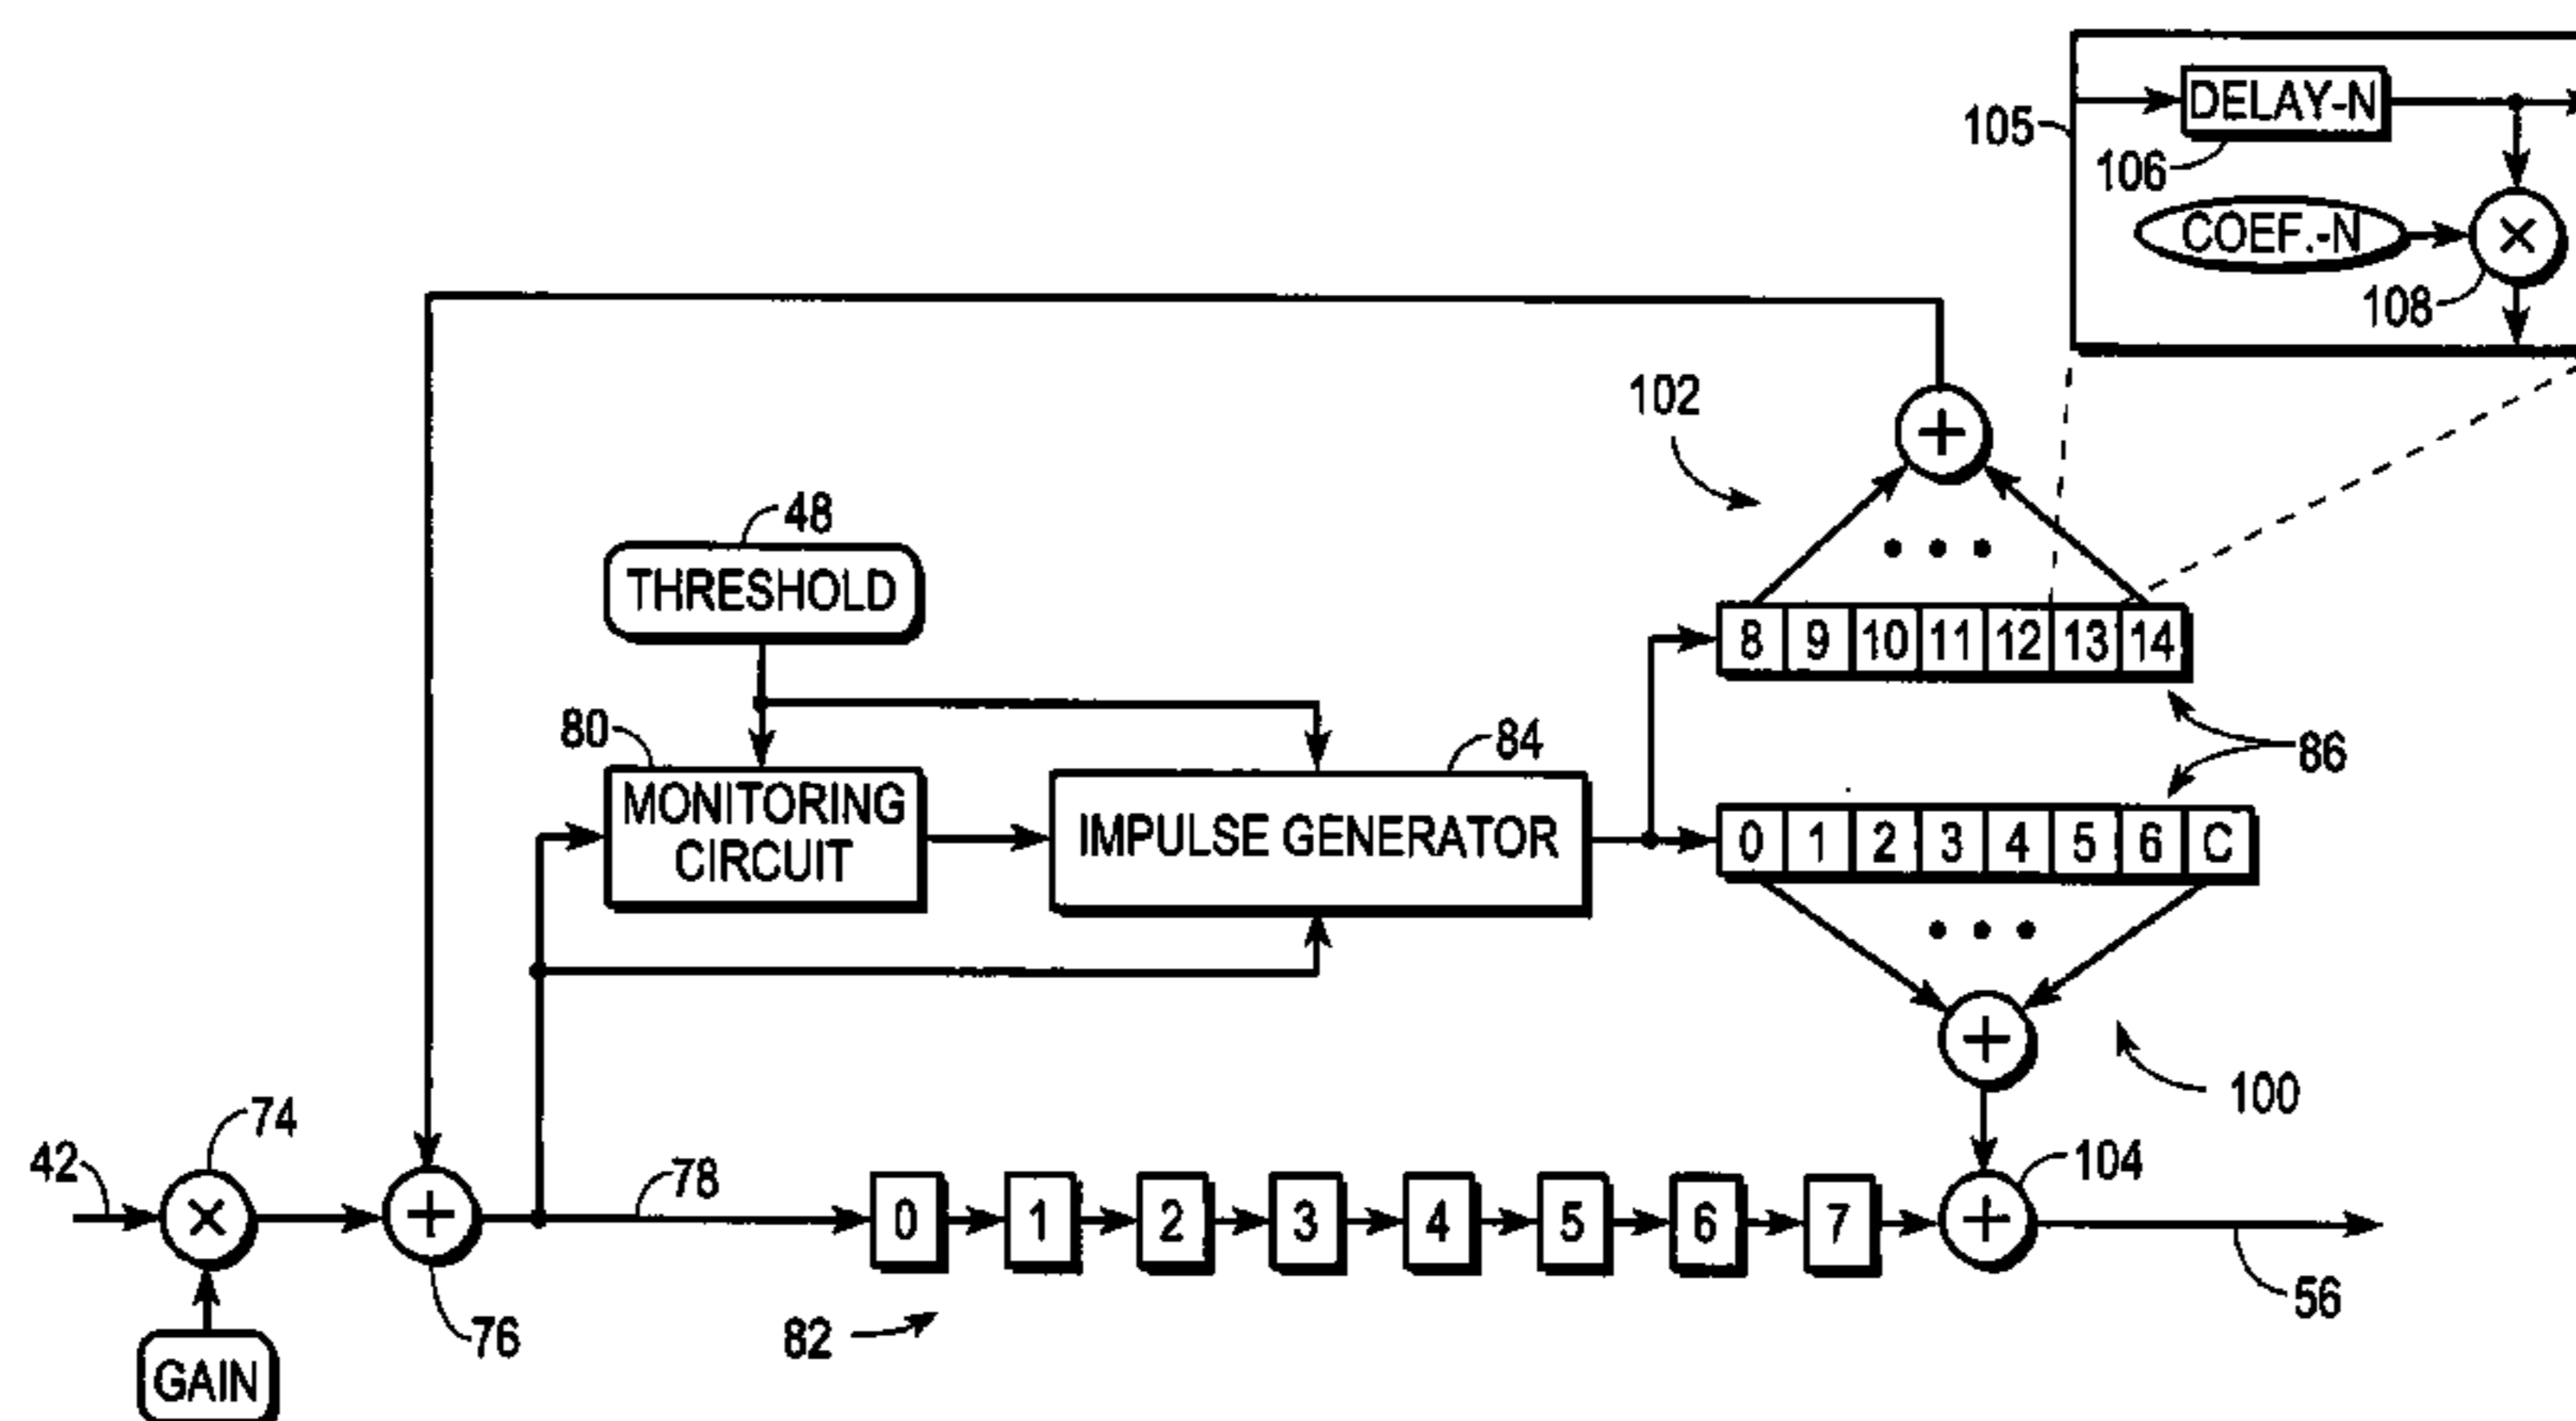 DELAY-N
105
106
COEF.-N
×
108
102
+
48
THRESHOLD
8 9 10 11 12 13 14
80
84
86
MONITORING
CIRCUIT
IMPULSE GENERATOR
0 1 2 3 4 5 6 C
+
100
74
42
78
104
× + 0 1 2 3 4 5 6 7 +
56
82
76
GAIN